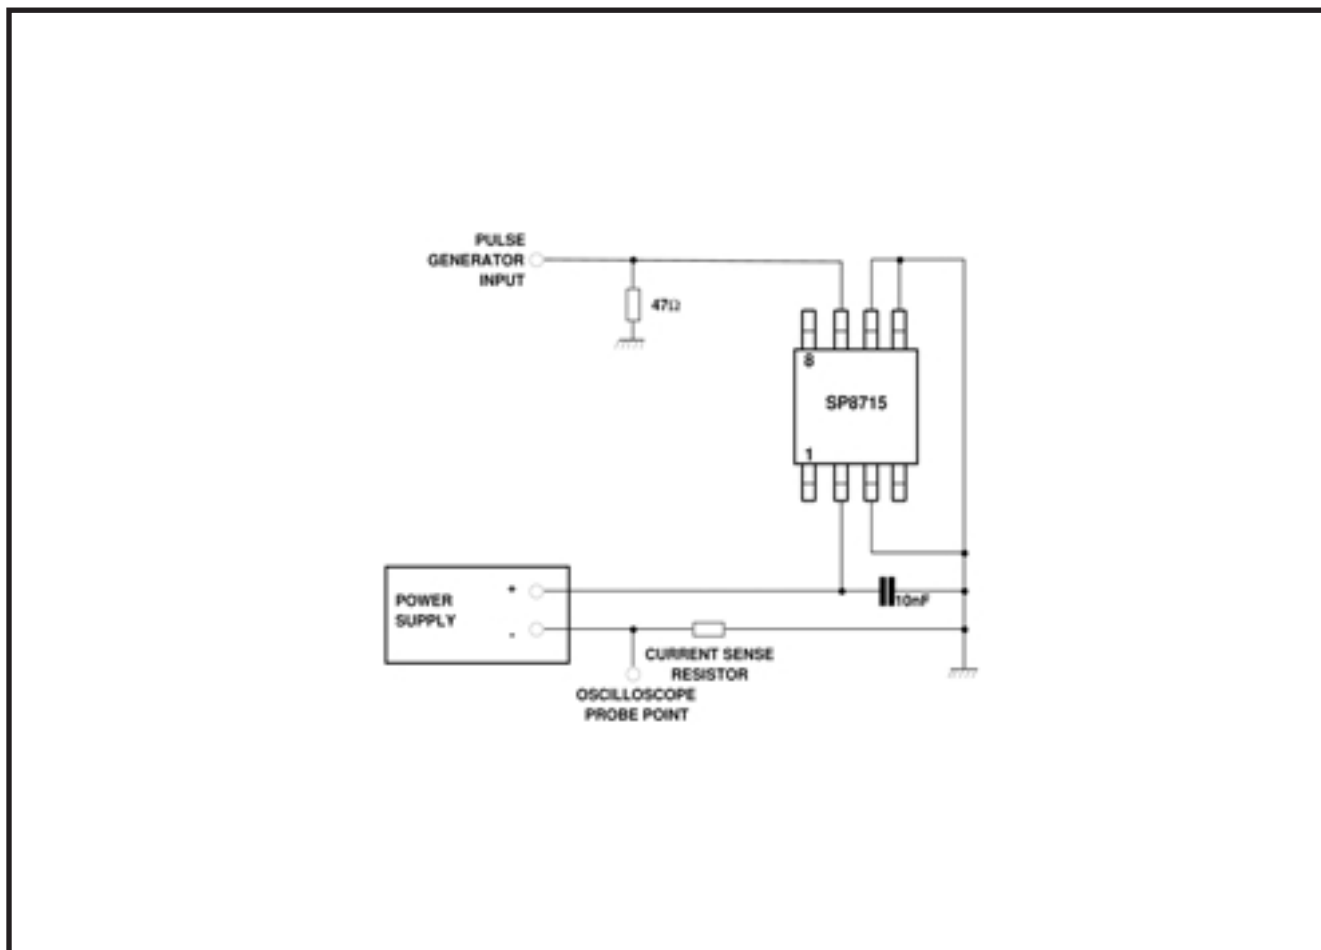 PULSE
GENERATOR
INPUT
47Ω
8
SP8715
1
POWER
SUPPLY
+
-
10nF
CURRENT SENSE
RESISTOR
OSCILLOSCOPE
PROBE POINT